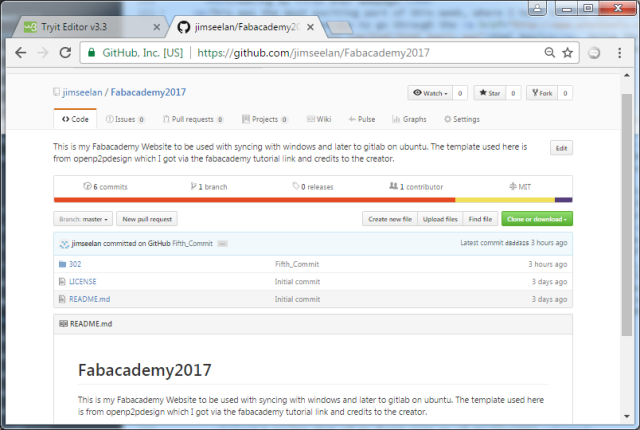 Tryit Editor v3.3
jimseelan/Fabacademy20
GitHub, Inc. [US] https://github.com/jimseelan/Fabacademy2017
jimseelan / Fabacademy2017
Watch 0 Star 0 Fork 0
Code Issues 0 Pull requests 0 Projects 0 Wiki Pulse Graphs Settings
This is my Fabacademy Website to be used with syncing with windows and later to gitlab on ubuntu. The template used here is Edit
from openp2pdesign which I got via the fabacademy tutorial link and credits to the creator.
6 commits 1 branch 0 releases 1 contributor MIT
Branch: master New pull request Create new file Upload files Find file Clone or download
jimseelan committed on GitHub Fifth_Commit Latest commit 3 hours ago
302 Fifth_Commit 3 hours ago
LICENSE Initial commit 3 days ago
README.md Initial commit 3 days ago
README.md
Fabacademy2017
This is my Fabacademy Website to be used with syncing with windows and later to gitlab on ubuntu. The template used here
is from openp2pdesign which I got via the fabacademy tutorial link and credits to the creator.